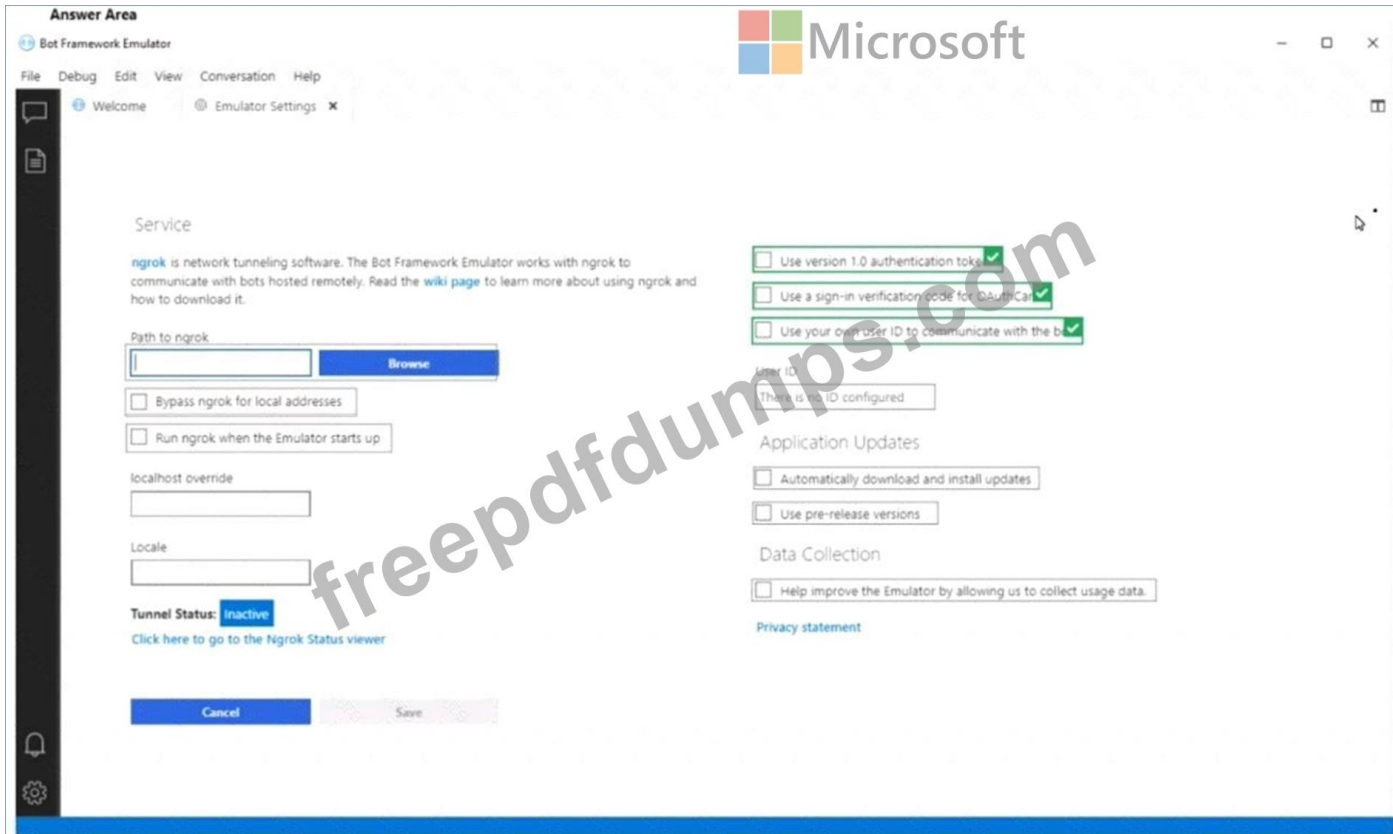 Answer Area
Bot Framework Emulator
Microsoft
File Debug Edit View Conversation Help
Welcome
Emulator Settings
Service
ngrok is network tunneling software. The Bot Framework Emulator works with ngrok to
communicate with bots hosted remotely. Read the wiki page to learn more about using ngrok and
how to download it.
Path to ngrok
Browse
Bypass ngrok for local addresses
Run ngrok when the Emulator starts up
localhost override
Locale
Tunnel Status: Inactive
Click here to go to the Ngrok Status viewer
Cancel
Save
Use version 1.0 authentication toke
Use a sign-in verification code for OAuthCar
Use your own user ID to communicate with the b
User ID
There is no ID configured
Application Updates
Automatically download and install updates
Use pre-release versions
Data Collection
Help improve the Emulator by allowing us to collect usage data.
Privacy statement
freepdfdumps.com